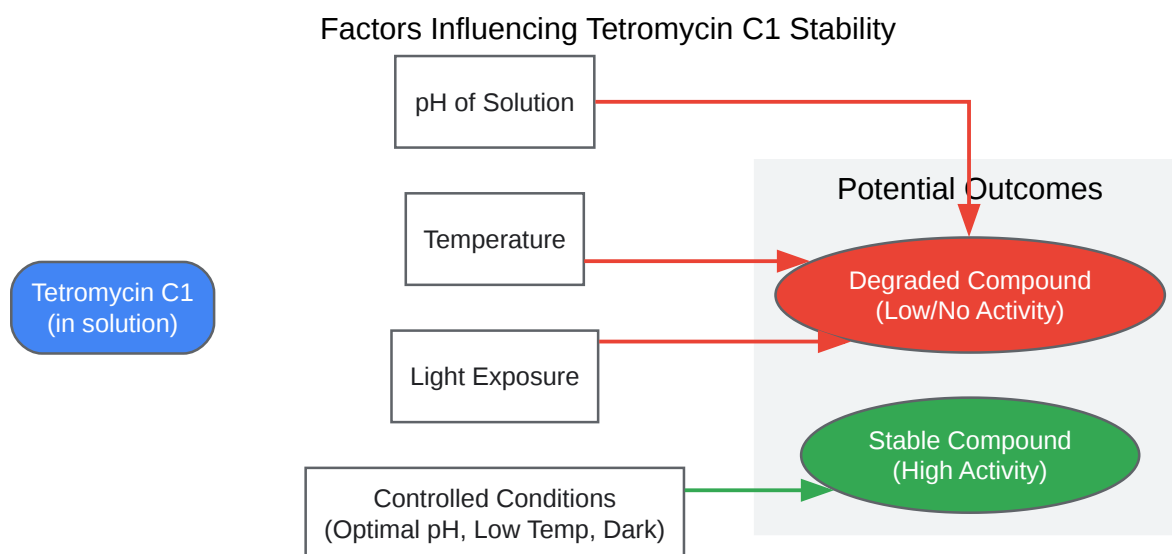 Factors Influencing Tetromycin C1 Stability
pH of Solution
Potential Outcomes
Temperature
Tetromycin C1
(in solution)
Degraded Compound
(Low/No Activity)
Light Exposure
Stable Compound
(High Activity)
Controlled Conditions
(Optimal pH, Low Temp, Dark)